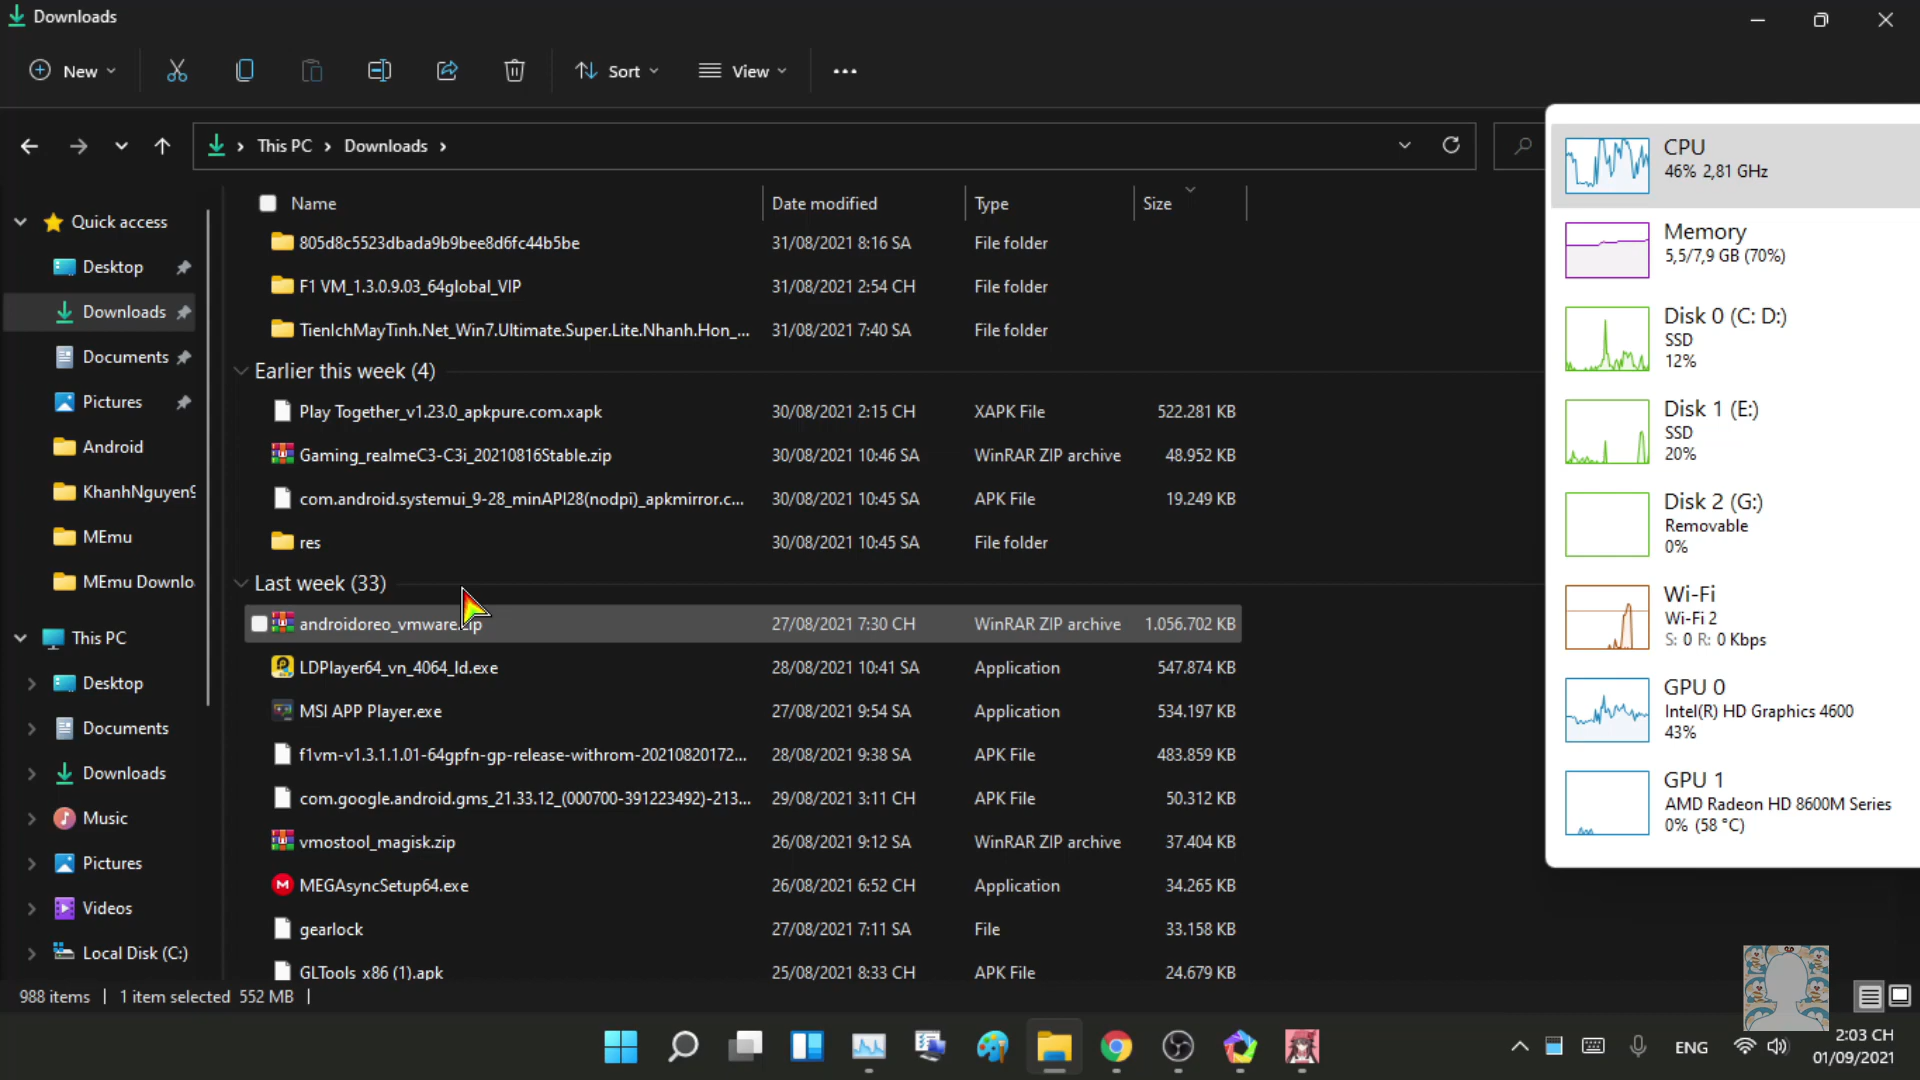 Downloads
New
Sort
View
This PC
Downloads
Name
Date modified
Type
Size
805d8c5523dbada9b9bee8d6fc44b5be 31/08/2021 8:16 SA File folder
F1 VM_1.3.0.9.03_64global_VIP 31/08/2021 2:54 CH File folder
TienIchMayTinh.Net_Win7.Ultimate.Super.Lite.Nhanh.Hon_... 31/08/2021 7:40 SA File folder
Earlier this week (4)
Play Together_v1.23.0_apkpure.com.xapk 30/08/2021 2:15 CH XAPK File 522.281 KB
Gaming_realmeC3-C3i_20210816Stable.zip 30/08/2021 10:46 SA WinRAR ZIP archive 48.952 KB
com.android.systemui_9-28_minAPI28(nodpi)_apkmirror.c... 30/08/2021 10:45 SA APK File 19.249 KB
res 30/08/2021 10:45 SA File folder
Last week (33)
androidoreo_vmware.zip 27/08/2021 7:30 CH WinRAR ZIP archive 1.056.702 KB
LDPlayer64_vn_4064_ld.exe 28/08/2021 10:41 SA Application 547.874 KB
MSI APP Player.exe 27/08/2021 9:54 SA Application 534.197 KB
f1vm-v1.3.1.1.01-64gpfn-gp-release-withrom-20210820172... 28/08/2021 9:38 SA APK File 483.859 KB
com.google.android.gms_21.33.12_(000700-391223492)-213... 29/08/2021 3:11 CH APK File 50.312 KB
vmostool_magisk.zip 26/08/2021 9:12 SA WinRAR ZIP archive 37.404 KB
MEGAsyncSetup64.exe 26/08/2021 6:52 CH Application 34.265 KB
gearlock 27/08/2021 7:11 SA File 33.158 KB
GLTools x86 (1).apk 25/08/2021 8:33 CH APK File 24.679 KB
Quick access
Desktop
Downloads
Documents
Pictures
Android
KhanhNguyen9
MEmu
MEmu Downlo
This PC
Desktop
Documents
Downloads
Music
Pictures
Videos
Local Disk (C:)
CPU
46% 2,81 GHz
Memory
5,5/7,9 GB (70%)
Disk 0 (C: D:)
SSD
12%
Disk 1 (E:)
SSD
20%
Disk 2 (G:)
Removable
0%
Wi-Fi
Wi-Fi 2
S: 0 R: 0 Kbps
GPU 0
Intel(R) HD Graphics 4600
43%
GPU 1
AMD Radeon HD 8600M Series
0% (58 °C)
988 items
1 item selected 552 MB
ENG
2:03 CH
01/09/2021